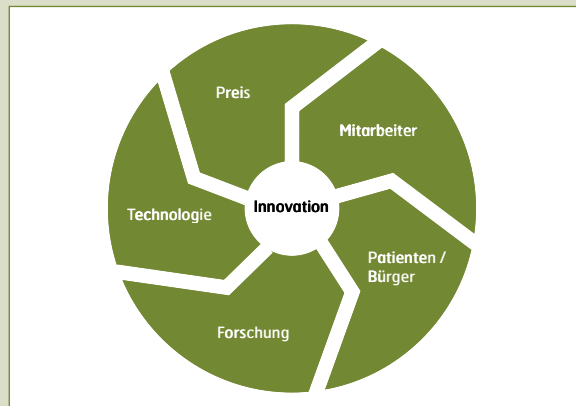 Preis
Mitarbeiter
Innovation
Technologie
Patienten /
Bürger
Forschung